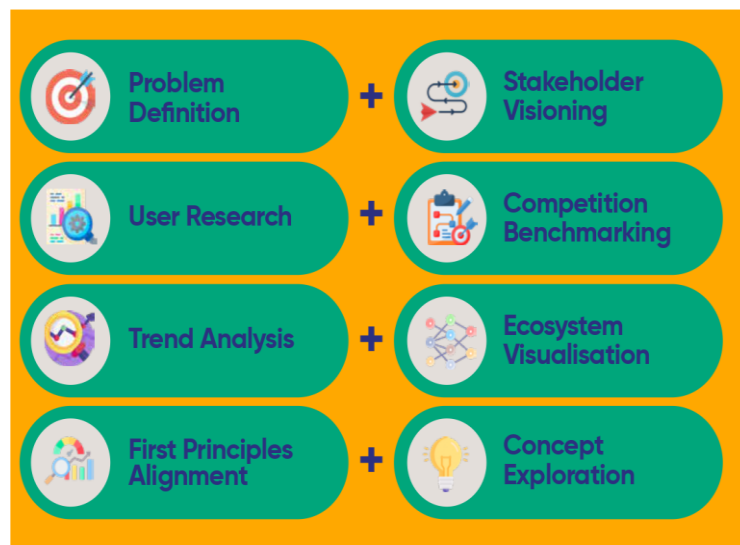 Problem
Definition
+
Stakeholder
Visioning
User Research
+
Competition
Benchmarking
Trend Analysis
+
Ecosystem
Visualisation
First Principles
Alignment
+
Concept
Exploration